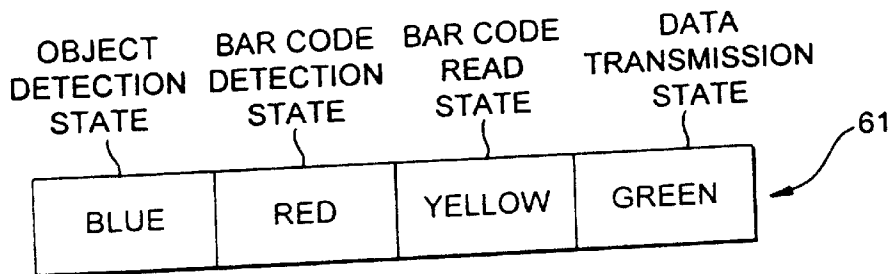 OBJECT
DETECTION
STATE
BAR CODE
DETECTION
STATE
BAR CODE
READ
STATE
DATA
TRANSMISSION
STATE
61
BLUE
RED
YELLOW
GREEN